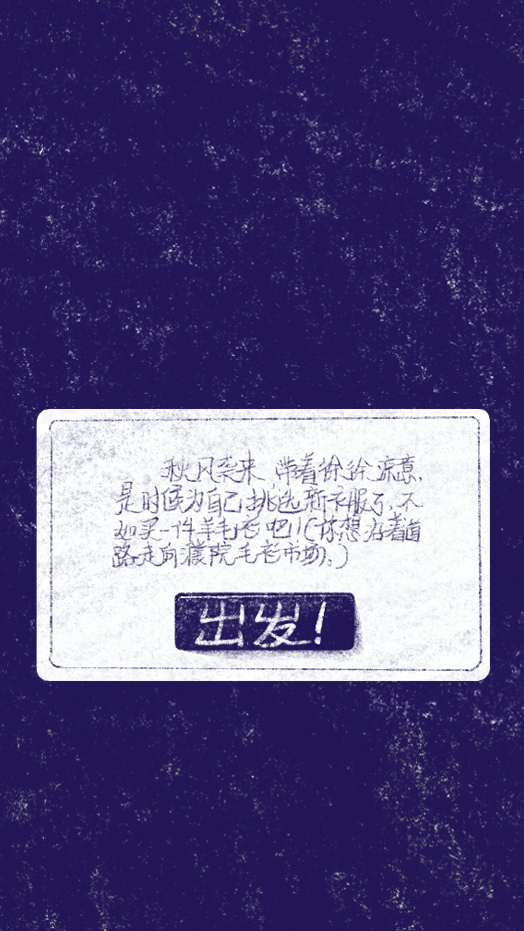 秋风袭来,带着徐徐凉意,
是时候为自己挑选新衣服了,不
如买一件羊毛衫吧!(你想沿着道
路走向濮院毛衫市场。)
出发!